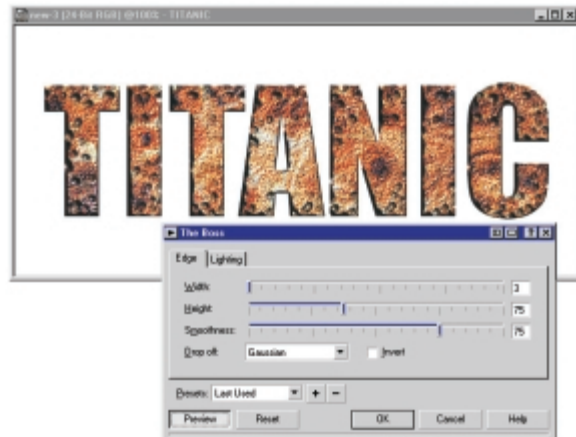 new-3 [24-Bit RGB] @100% - TITANIC
TITANIC
The Boss
Edge Lighting
Width: 3
Height: 75
Smoothness: 75
Drop off: Gaussian Invert
Presets: Last Used + -
Preview Reset OK Cancel Help